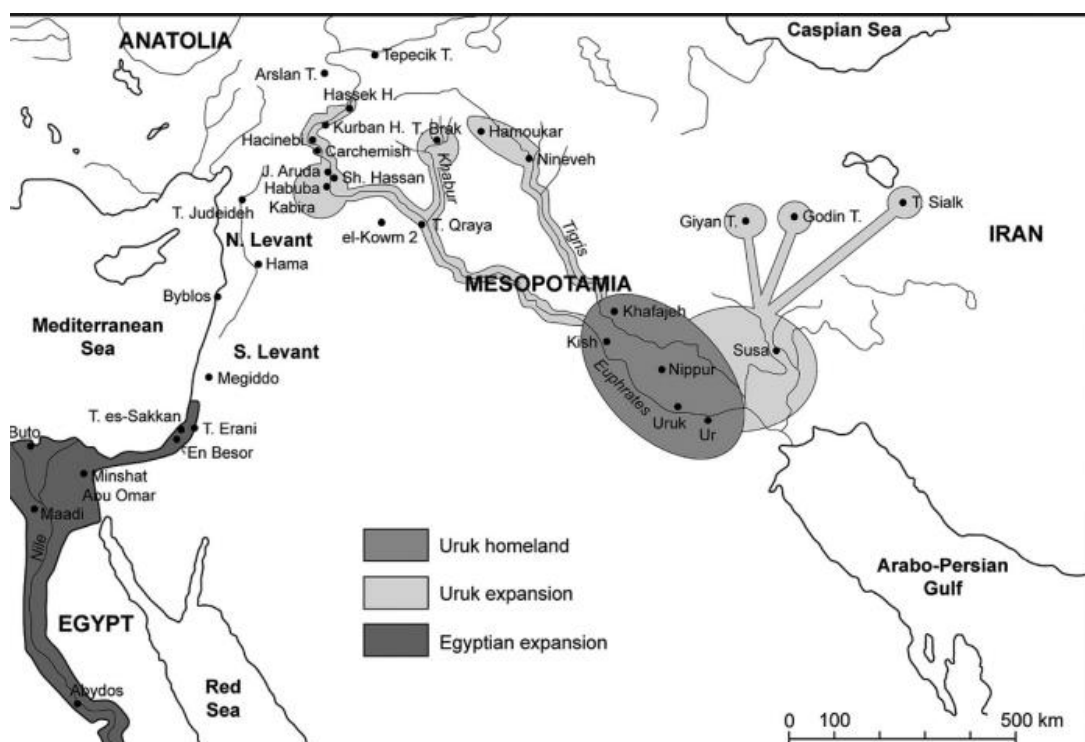 Caspian Sea
ANATOLIA
Tepecik T.
Arslan T.
Hassek H.
Kurban H.
T. Brak
Hamoukar
Hacinebi
Carchemish
Nineveh
Khabur
J. Aruda
Sh. Hassan
Habuba
Kabira
T. Judeideh
T. Sialk
Giyan T.
Godin T.
el-Kowm 2
T. Qraya
Tigris
IRAN
N. Levant
Hama
MESOPOTAMIA
Byblos
Khafajeh
Mediterranean
Sea
Kish
Susa
S. Levant
Nippur
Megiddo
Euphrates
Uruk
Ur
T. es-Sakkan
T. Erani
Buto
En Besor
Minshat
Abu Omar
Maadi
Nile
Uruk homeland
Arabo-Persian
Gulf
Uruk expansion
EGYPT
Egyptian expansion
Abydos
Red
Sea
0 100 500 km